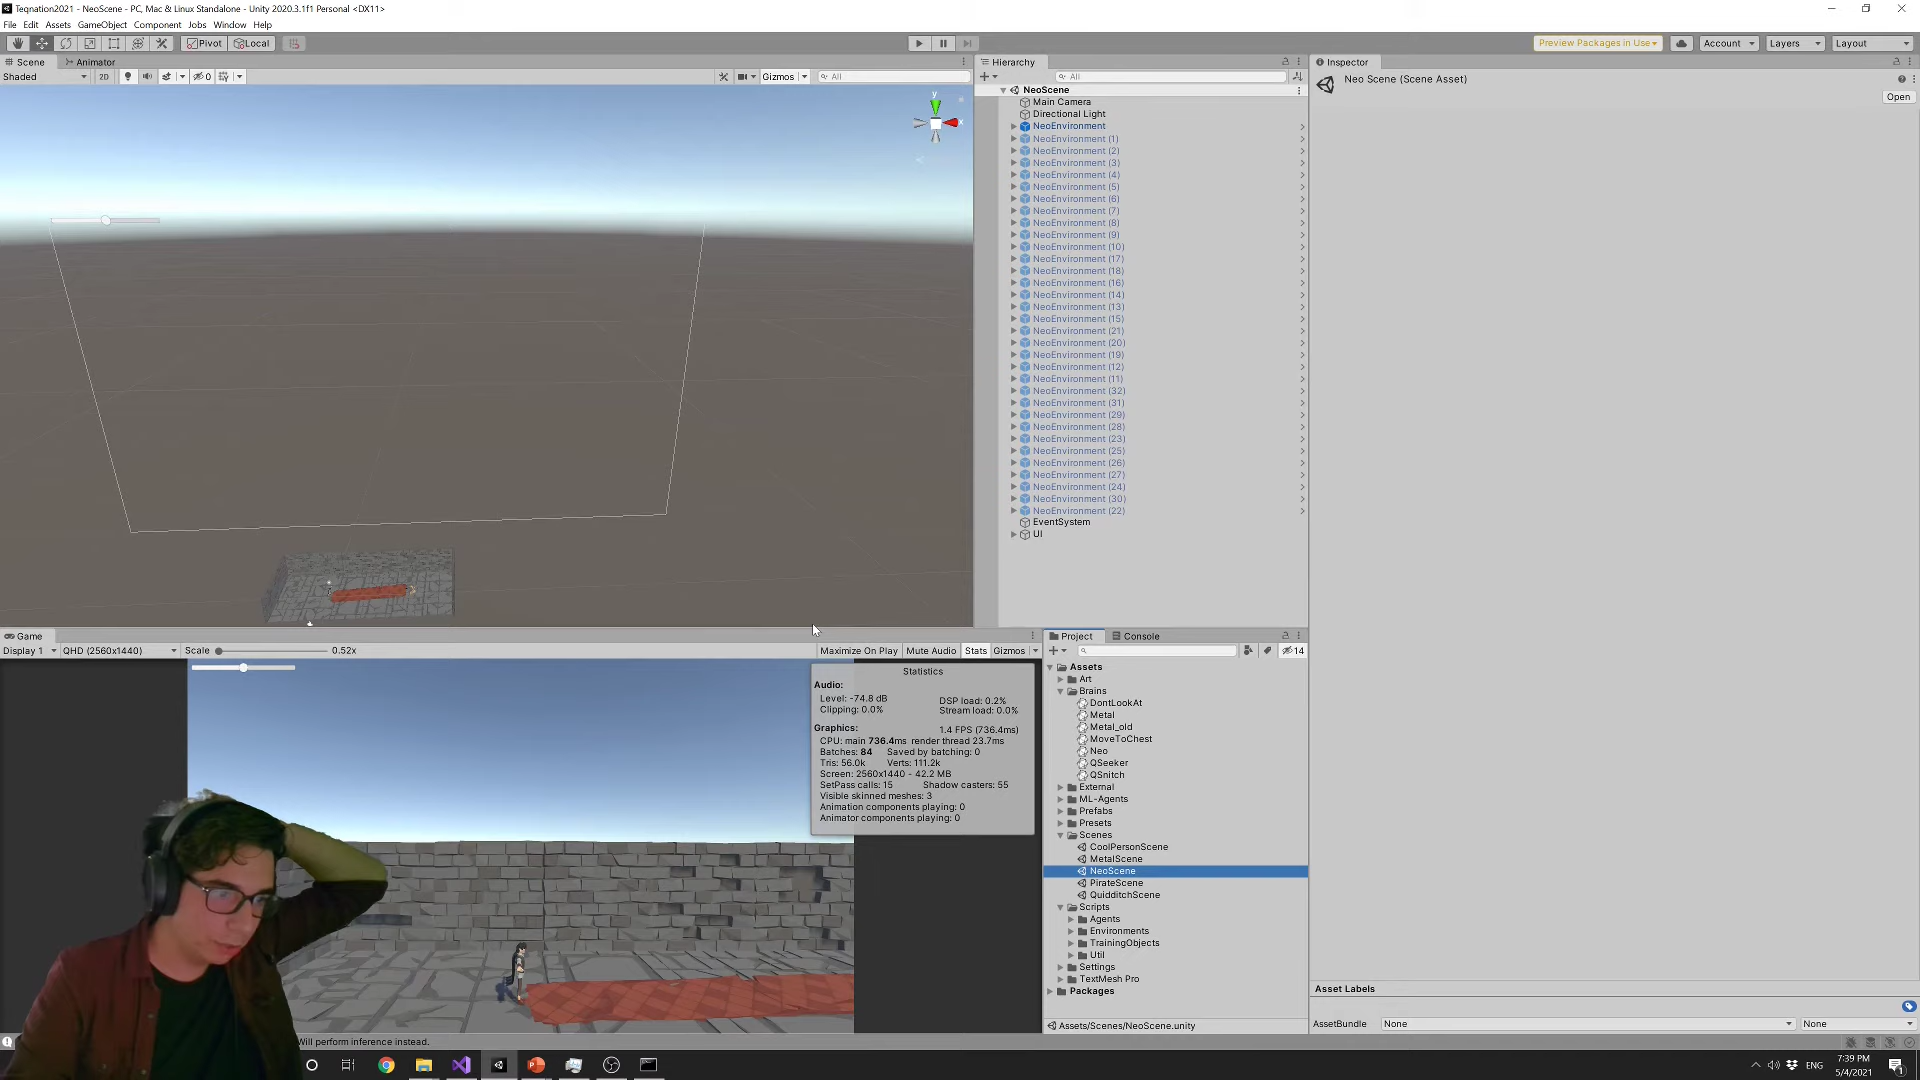 Teqnation2021 - NeoScene - PC, Mac & Linux Standalone - Unity 2020.3.1f1 Personal <DX11>
File Edit Assets GameObject Component Jobs Window Help
Pivot Local
Preview Packages in Use Account Layers Layout
Scene Animator
Shaded 2D 0 Gizmos All
y
x
Hierarchy
All
NeoScene
Main Camera
Directional Light
NeoEnvironment
NeoEnvironment (1)
NeoEnvironment (2)
NeoEnvironment (3)
NeoEnvironment (4)
NeoEnvironment (5)
NeoEnvironment (6)
NeoEnvironment (7)
NeoEnvironment (8)
NeoEnvironment (9)
NeoEnvironment (10)
NeoEnvironment (17)
NeoEnvironment (18)
NeoEnvironment (16)
NeoEnvironment (14)
NeoEnvironment (13)
NeoEnvironment (15)
NeoEnvironment (21)
NeoEnvironment (20)
NeoEnvironment (19)
NeoEnvironment (12)
NeoEnvironment (11)
NeoEnvironment (32)
NeoEnvironment (31)
NeoEnvironment (29)
NeoEnvironment (28)
NeoEnvironment (23)
NeoEnvironment (25)
NeoEnvironment (26)
NeoEnvironment (27)
NeoEnvironment (24)
NeoEnvironment (30)
NeoEnvironment (22)
EventSystem
UI
Inspector
Neo Scene (Scene Asset)
Open
Game
Display 1 QHD (2560x1440) Scale 0.52x Maximize On Play Mute Audio Stats Gizmos
Statistics
Audio:
Level: -74.8 dB DSP load: 0.2%
Clipping: 0.0% Stream load: 0.0%
Graphics: 1.4 FPS (736.4ms)
CPU: main 736.4ms render thread 23.7ms
Batches: 84 Saved by batching: 0
Tris: 56.0k Verts: 111.2k
Screen: 2560x1440 - 42.2 MB
SetPass calls: 15 Shadow casters: 55
Visible skinned meshes: 3
Animation components playing: 0
Animator components playing: 0
Project Console
14
Assets
Art
Brains
DontLookAt
Metal
Metal_old
MoveToChest
Neo
QSeeker
QSnitch
External
ML-Agents
Prefabs
Presets
Scenes
CoolPersonScene
MetalScene
NeoScene
PirateScene
QuidditchScene
Scripts
Agents
Environments
TrainingObjects
Util
Settings
TextMesh Pro
Packages
Assets/Scenes/NeoScene.unity
Asset Labels
AssetBundle None None
Will perform inference instead.
ENG
7:39 PM
5/4/2021
1